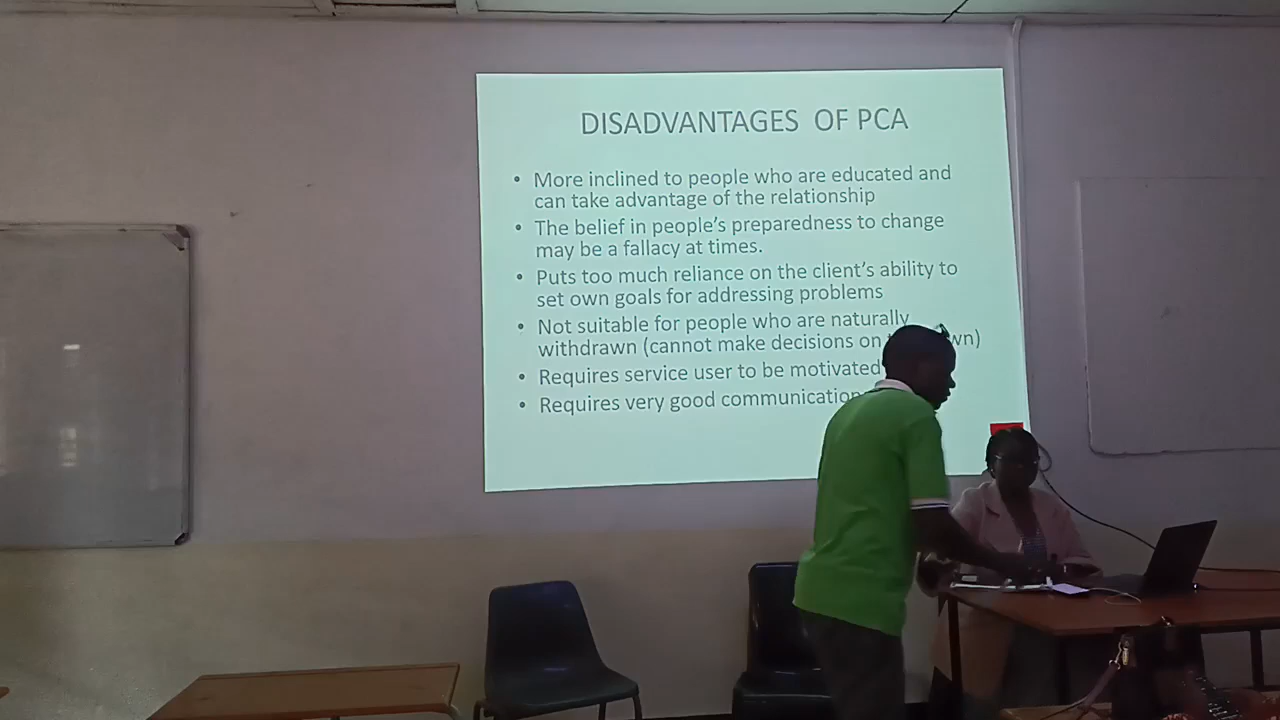 DISADVANTAGES OF PCA
• More inclined to people who are educated and
can take advantage of the relationship
• The belief in people's preparedness to change
may be a fallacy at times.
• Puts too much reliance on the client's ability to
set own goals for addressing problems
• Not suitable for people who are naturally
withdrawn (cannot make decisions on
• Requires service user to be motivated
• Requires very good communication